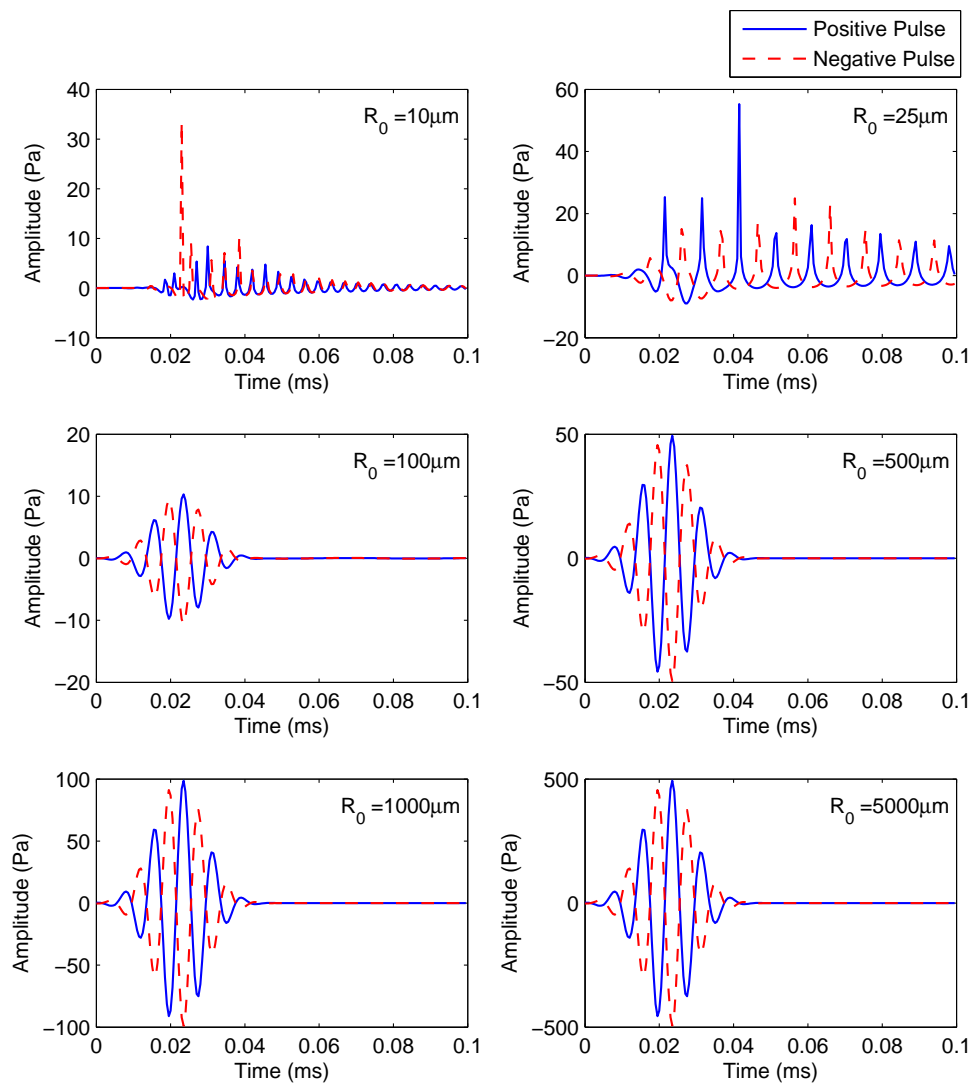 Positive Pulse
Negative Pulse
R0 =10μm
40
30
20
10
0
−10
Amplitude (Pa)
0 0.02 0.04 0.06 0.08 0.1
Time (ms)
R0 =25μm
60
40
20
0
−20
Amplitude (Pa)
0 0.02 0.04 0.06 0.08 0.1
Time (ms)
R0 =100μm
20
10
0
−10
−20
Amplitude (Pa)
0 0.02 0.04 0.06 0.08 0.1
Time (ms)
R0 =500μm
50
0
−50
Amplitude (Pa)
0 0.02 0.04 0.06 0.08 0.1
Time (ms)
R0 =1000μm
100
50
0
−50
−100
Amplitude (Pa)
0 0.02 0.04 0.06 0.08 0.1
Time (ms)
R0 =5000μm
500
0
−500
Amplitude (Pa)
0 0.02 0.04 0.06 0.08 0.1
Time (ms)